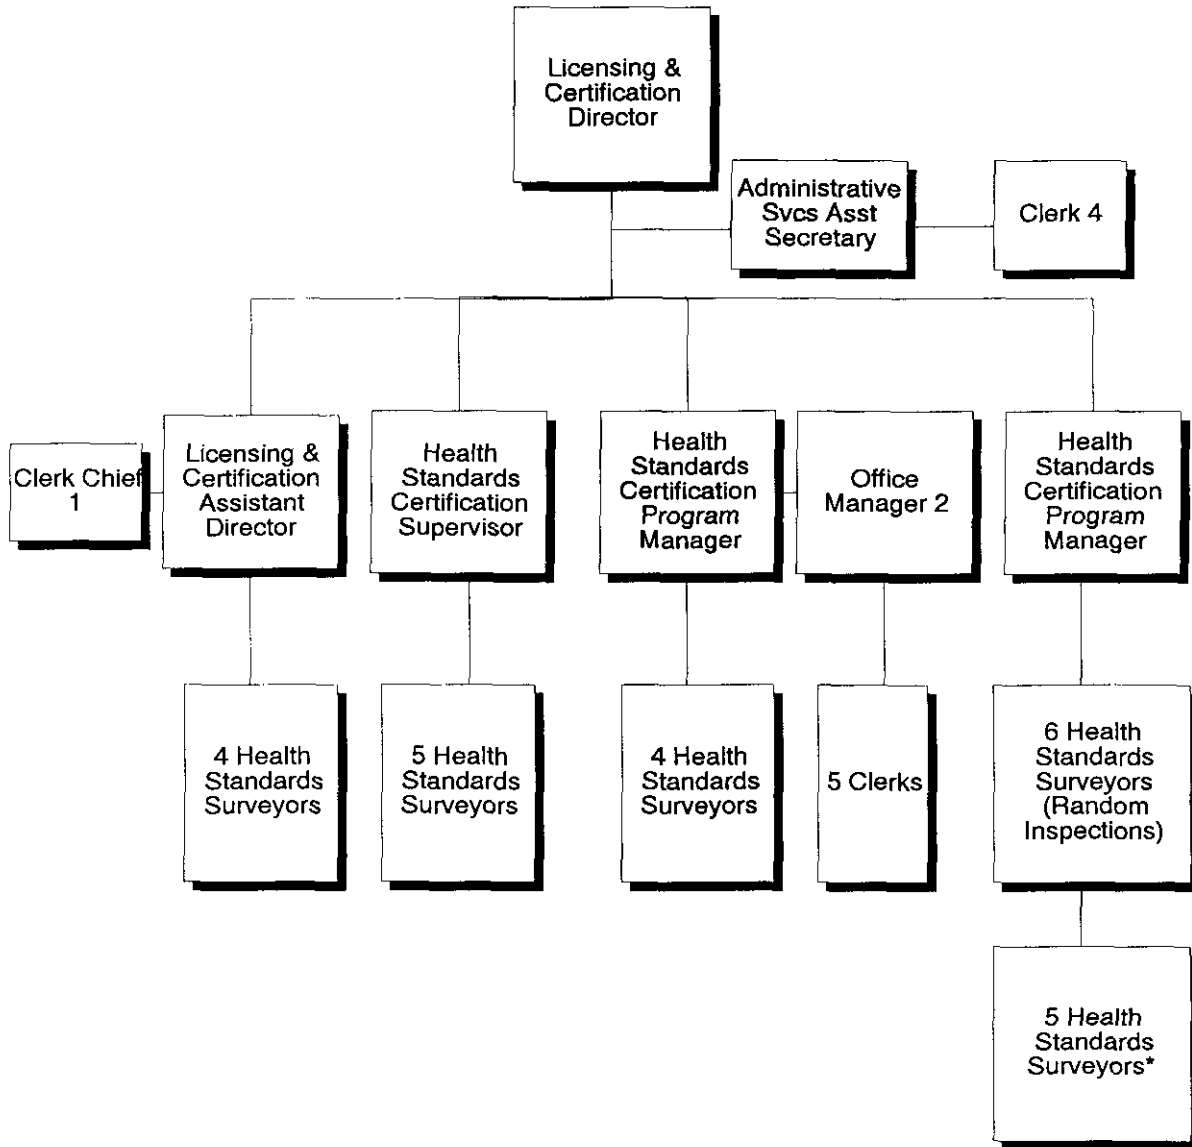 Licensing &
Certification
Director
Administrative
Svcs Asst
Secretary
Clerk 4
Clerk Chief
1
Licensing &
Certification
Assistant
Director
Health
Standards
Certification
Supervisor
Health
Standards
Certification
Program
Manager
Office
Manager 2
Health
Standards
Certification
Program
Manager
4 Health
Standards
Surveyors
5 Health
Standards
Surveyors
4 Health
Standards
Surveyors
5 Clerks
6 Health
Standards
Surveyors
(Random
Inspections)
5 Health
Standards
Surveyors*